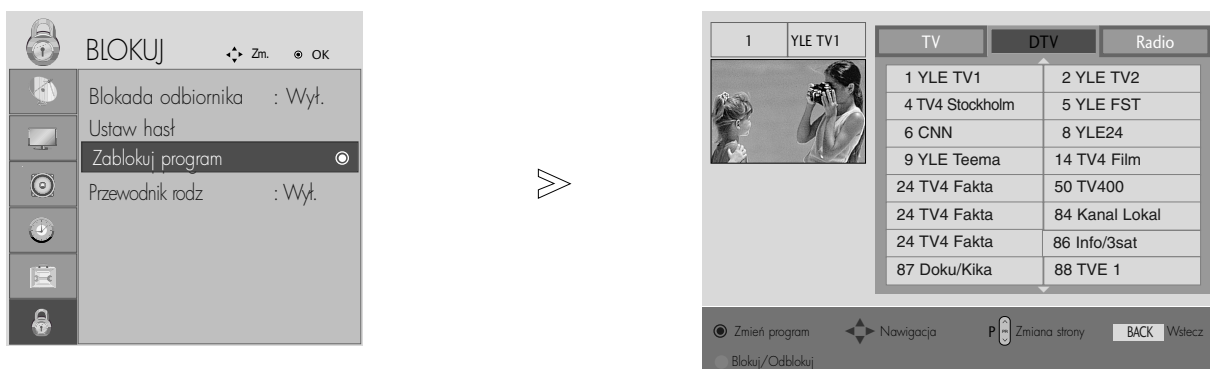 BLOKUJ Zm. OK
Blokada odbiornika : Wył.
Ustaw hasł
Zablokuj program
Przewodnik rodz : Wył.
1 YLE TV1
TV DTV Radio
1 YLE TV1 2 YLE TV2
4 TV4 Stockholm 5 YLE FST
6 CNN 8 YLE24
9 YLE Teema 14 TV4 Film
24 TV4 Fakta 50 TV400
24 TV4 Fakta 84 Kanal Lokal
24 TV4 Fakta 86 Info/3sat
87 Doku/Kika 88 TVE 1
Zmień program Nawigacja P PR Zmiana strony BACK Wstecz
Blokuj/Odblokuj